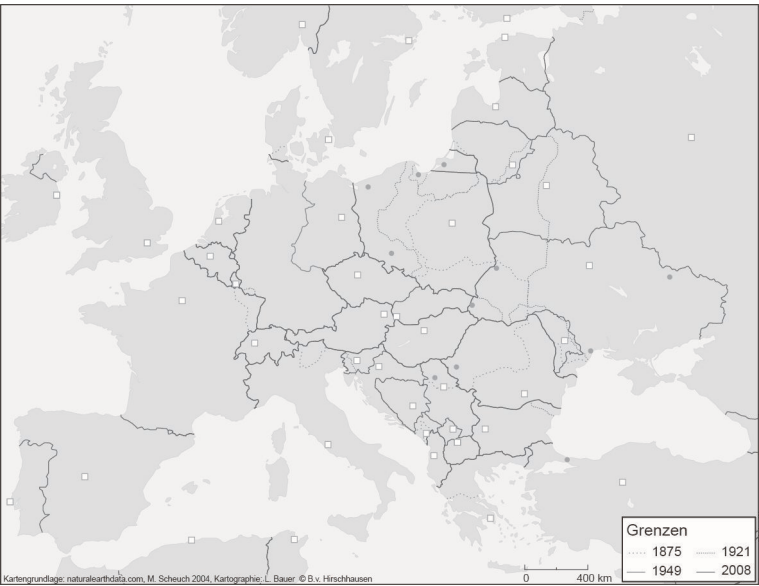 Grenzen
1875 1921
1949 2008
0 400 km
Kartengrundlage: naturalearthdata.com, M. Scheuch 2004, Kartographie: L. Bauer © B.v. Hirschhausen